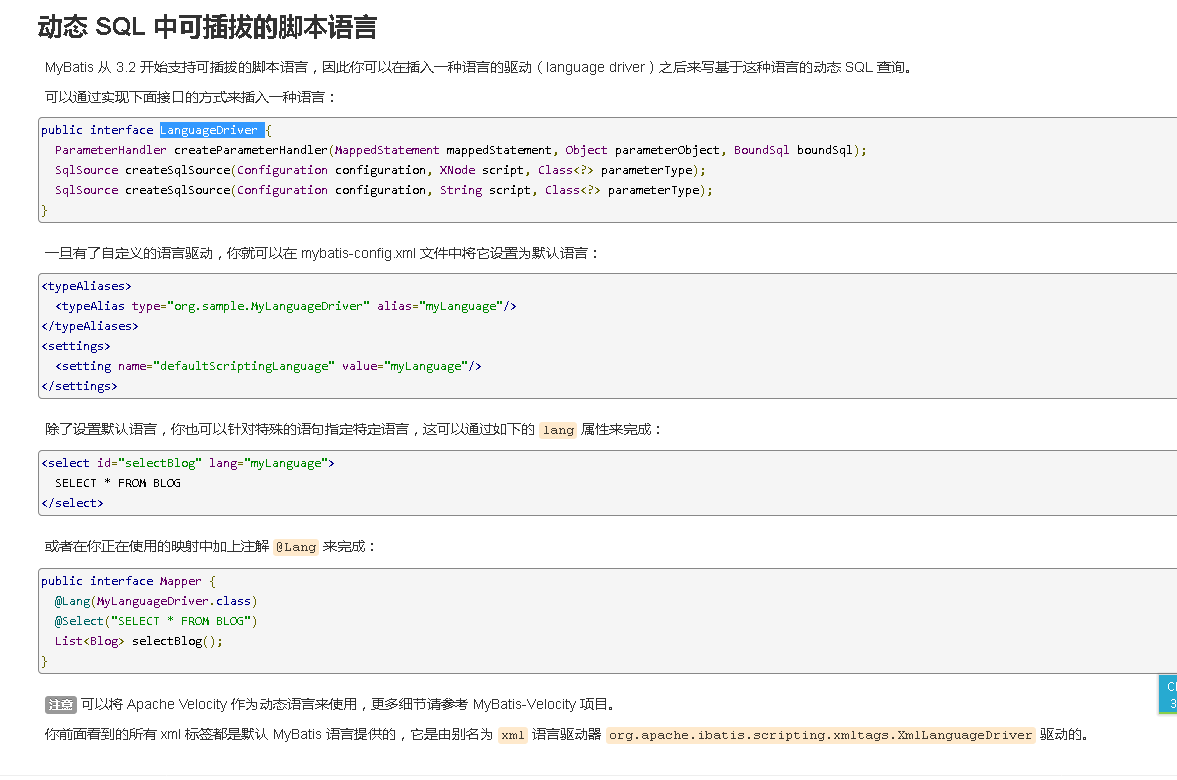 动态 SQL 中可插拔的脚本语言
MyBatis 从 3.2 开始支持可插拔的脚本语言，因此你可以在插入一种语言的驱动（language driver）之后来写基于这种语言的动态 SQL 查询。
可以通过实现下面接口的方式来插入一种语言：
public interface LanguageDriver {
  ParameterHandler createParameterHandler(MappedStatement mappedStatement, Object parameterObject, BoundSql boundSql);
  SqlSource createSqlSource(Configuration configuration, XNode script, Class<?> parameterType);
  SqlSource createSqlSource(Configuration configuration, String script, Class<?> parameterType);
}
一旦有了自定义的语言驱动，你就可以在 mybatis-config.xml 文件中将它设置为默认语言：
<typeAliases>
  <typeAlias type="org.sample.MyLanguageDriver" alias="myLanguage"/>
</typeAliases>
<settings>
  <setting name="defaultScriptingLanguage" value="myLanguage"/>
</settings>
除了设置默认语言，你也可以针对特殊的语句指定特定语言，这可以通过如下的 lang 属性来完成：
<select id="selectBlog" lang="myLanguage">
  SELECT * FROM BLOG
</select>
或者在你正在使用的映射中加上注解 @Lang 来完成：
public interface Mapper {
  @Lang(MyLanguageDriver.class)
  @Select("SELECT * FROM BLOG")
  List<Blog> selectBlog();
}
注意 可以将 Apache Velocity 作为动态语言来使用，更多细节请参考 MyBatis-Velocity 项目。
你前面看到的所有 xml 标签都是默认 MyBatis 语言提供的，它是由别名为 xml 语言驱动器 org.apache.ibatis.scripting.xmltags.XmlLanguageDriver 驱动的。